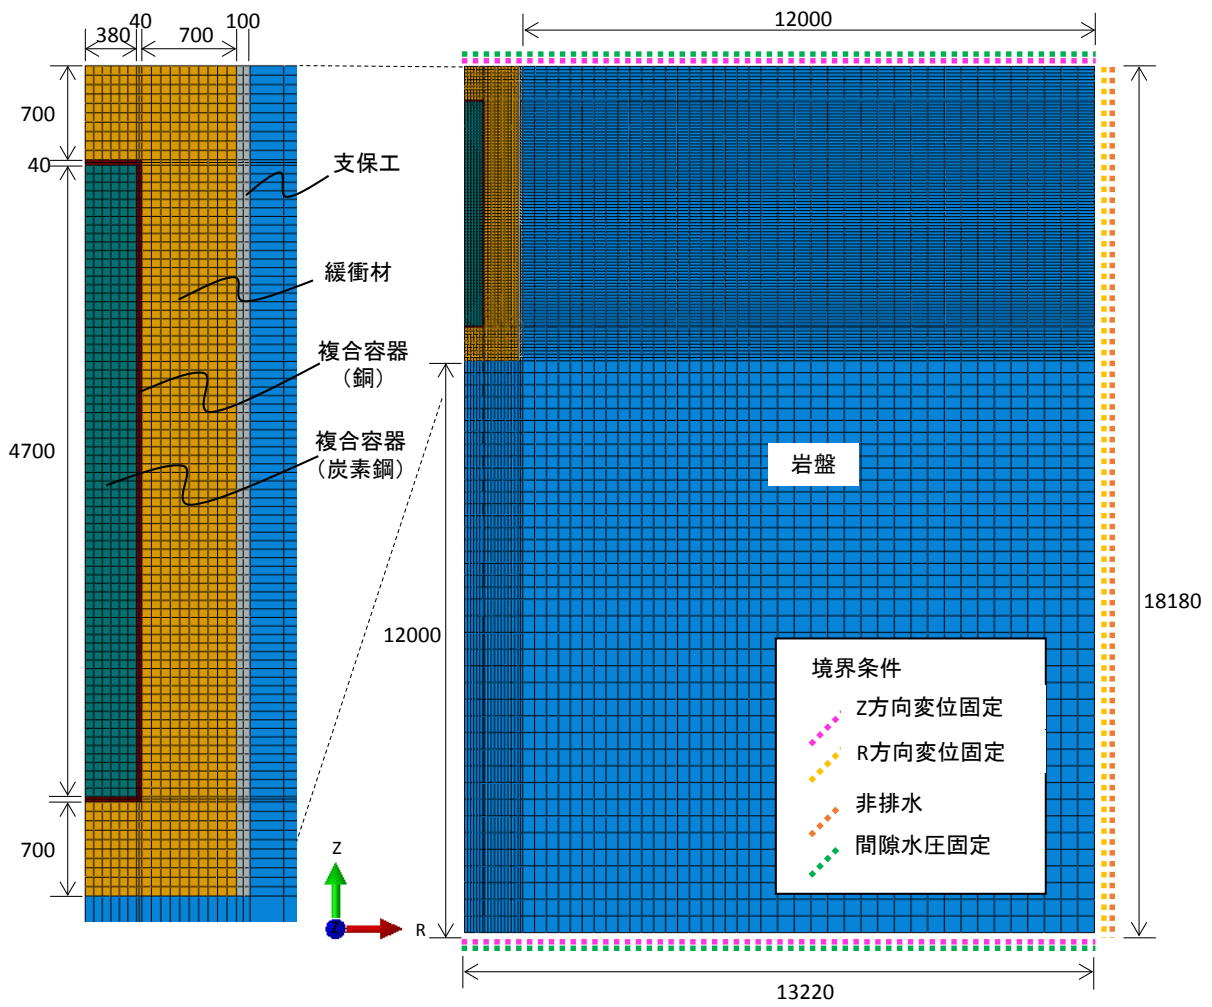 40
100
380
700
700
40
4700
700
支保工
緩衝材
複合容器
（銅）
複合容器
（炭素鋼）
Z
Z
R
12000
岩盤
12000
18180
境界条件
Z方向変位固定
R方向変位固定
非排水
間隙水圧固定
13220